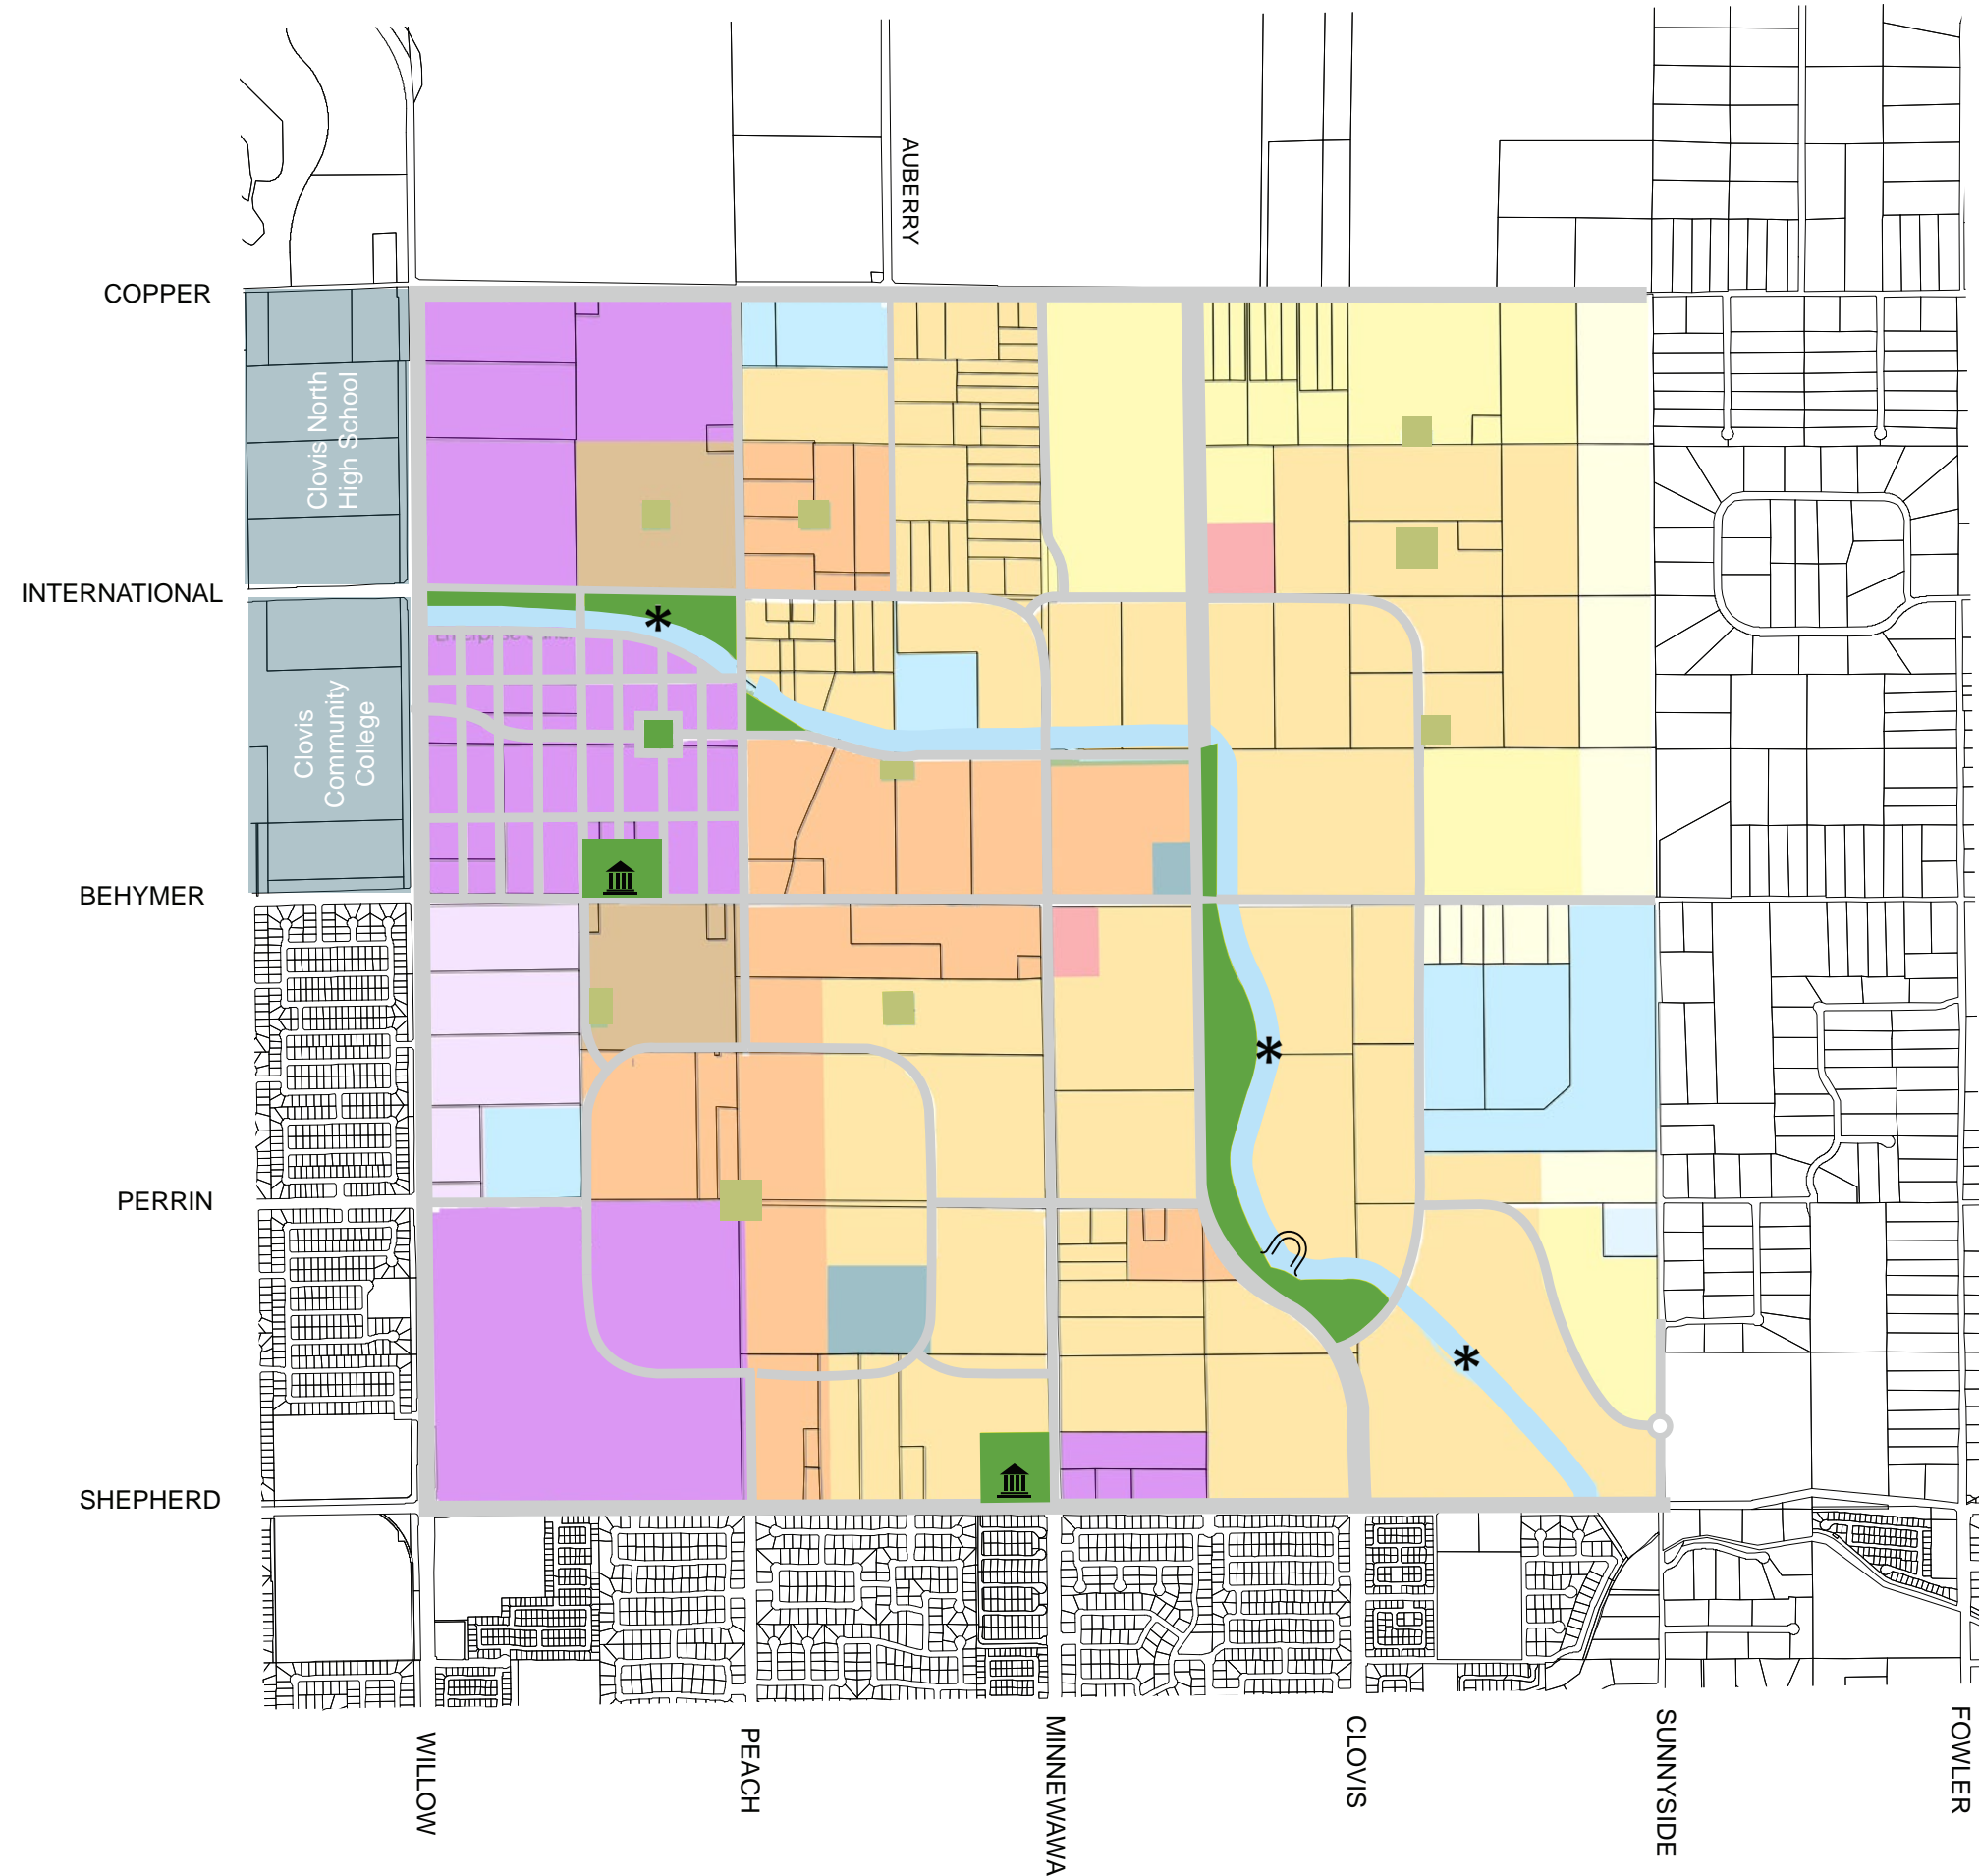 AUBERRY
COPPER
Clovis North
High School
INTERNATIONAL
Clovis
Community
College
BEHYMER
PERRIN
SHEPHERD
WILLOW
PEACH
MINNEWAWA
CLOVIS
SUNNYSIDE
FOWLER